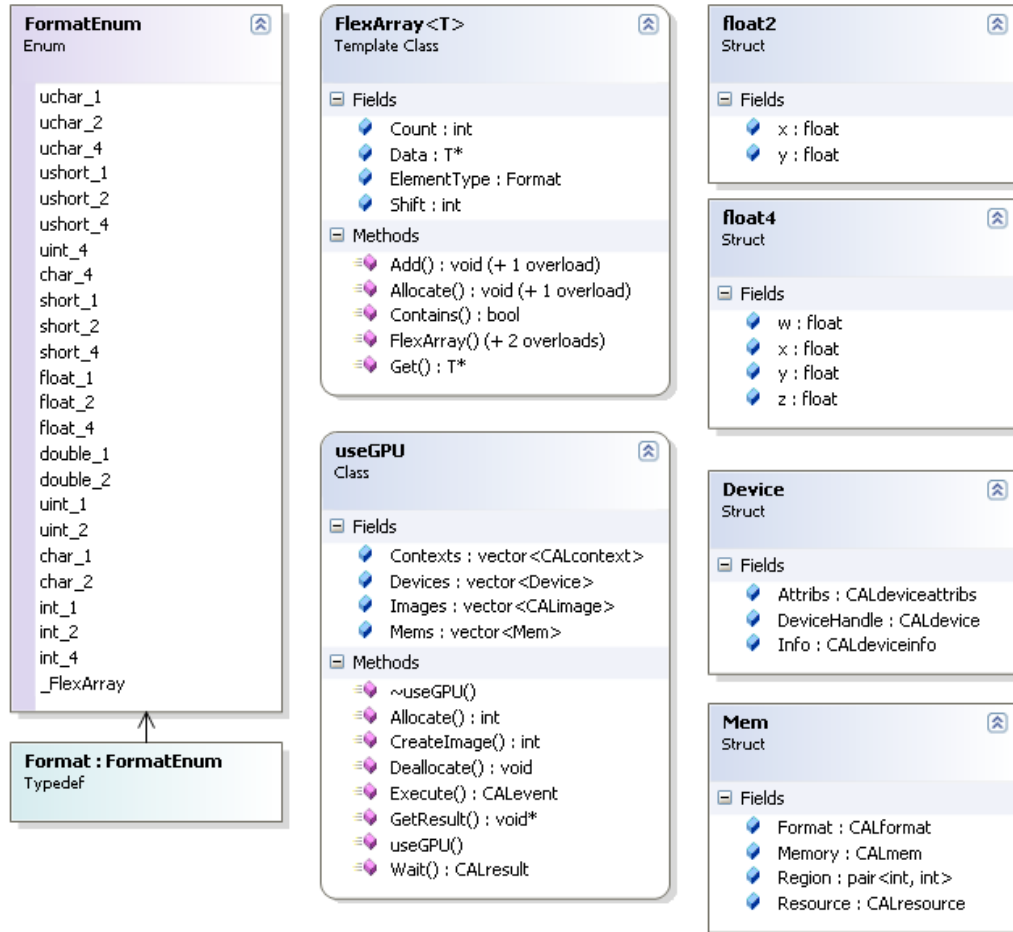 FormatEnum
Enum
uchar_1
uchar_2
uchar_4
ushort_1
ushort_2
ushort_4
uint_4
char_4
short_1
short_2
short_4
float_1
float_2
float_4
double_1
double_2
uint_1
uint_2
char_1
char_2
int_1
int_2
int_4
_FlexArray
Format : FormatEnum
Typedef
FlexArray<T>
Template Class
Fields
Count : int
Data : T*
ElementType : Format
Shift : int
Methods
Add() : void (+ 1 overload)
Allocate() : void (+ 1 overload)
Contains() : bool
FlexArray() (+ 2 overloads)
Get() : T*
useGPU
Class
Fields
Contexts : vector<CALcontext>
Devices : vector<Device>
Images : vector<CALimage>
Mems : vector<Mem>
Methods
~useGPU()
Allocate() : int
CreateImage() : int
Deallocate() : void
Execute() : CALevent
GetResult() : void*
useGPU()
Wait() : CALresult
float2
Struct
Fields
x : float
y : float
float4
Struct
Fields
w : float
x : float
y : float
z : float
Device
Struct
Fields
Attribs : CALdeviceattribs
DeviceHandle : CALdevice
Info : CALdeviceinfo
Mem
Struct
Fields
Format : CALformat
Memory : CALmem
Region : pair<int, int>
Resource : CALresource